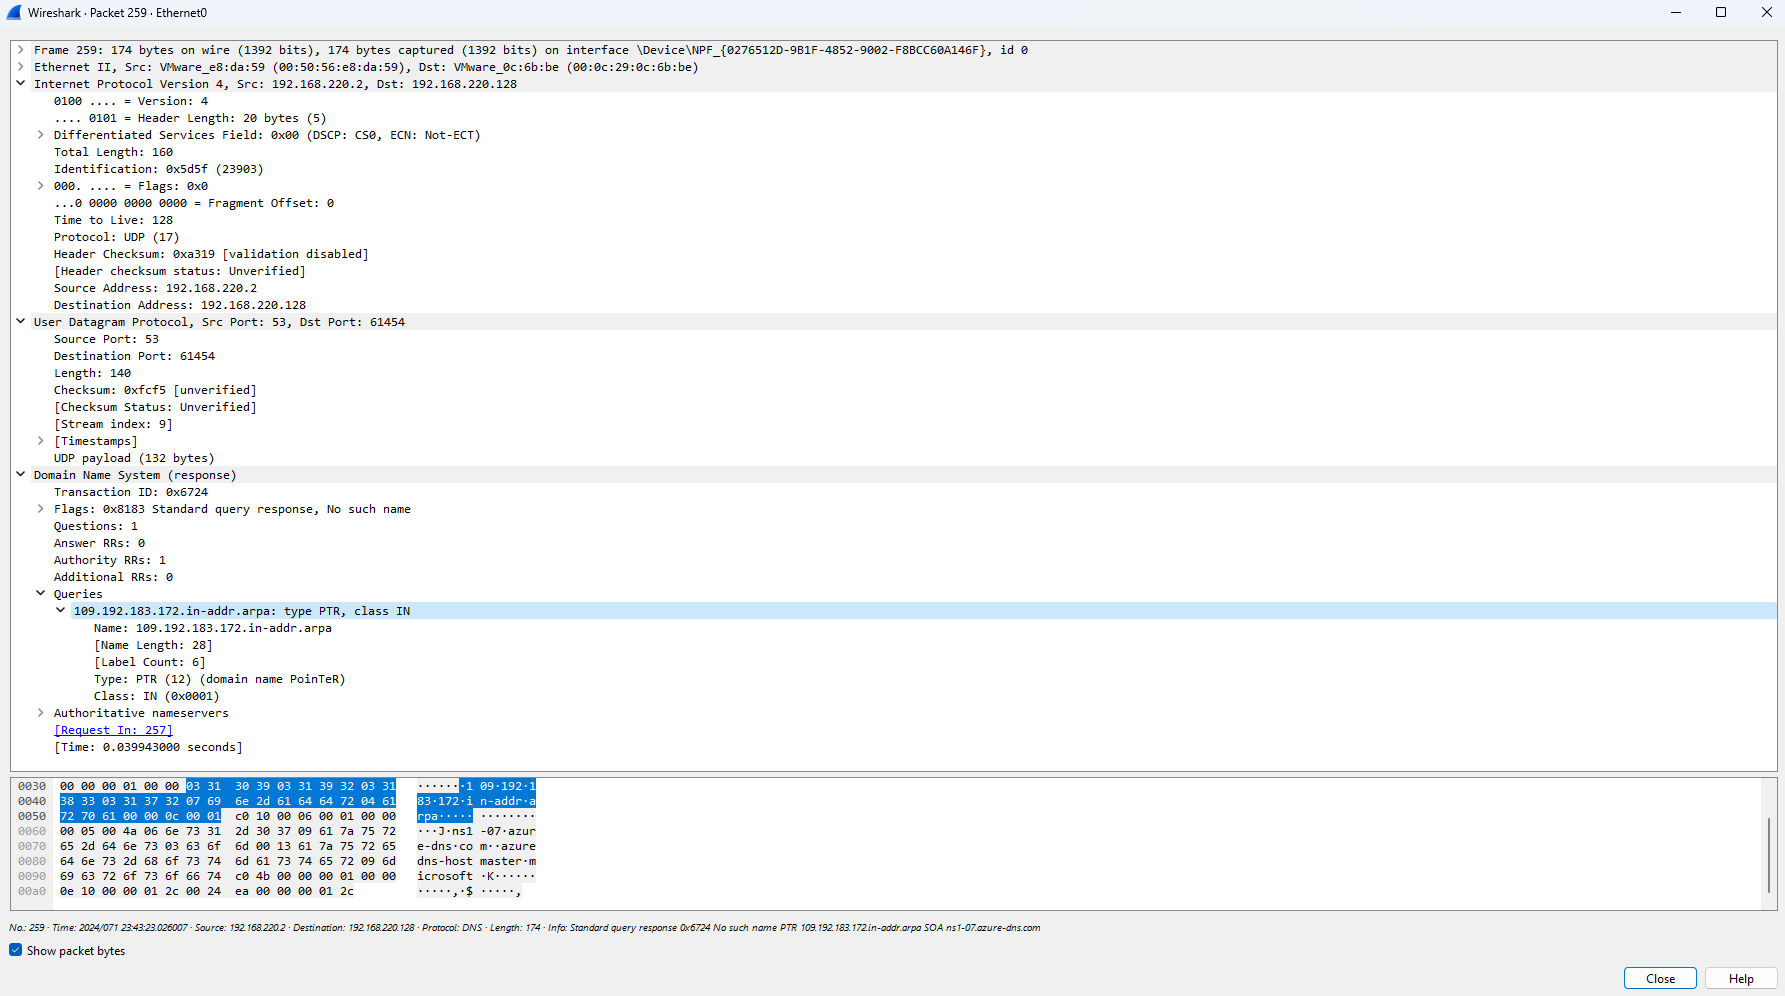 Wireshark · Packet 259 · Ethernet0
Frame 259: 174 bytes on wire (1392 bits), 174 bytes captured (1392 bits) on interface \Device\NPF_{0276512D-9B1F-4852-9002-F8BCC60A146F}, id 0
Ethernet II, Src: VMware_e8:da:59 (00:50:56:e8:da:59), Dst: VMware_0c:6b:be (00:0c:29:0c:6b:be)
Internet Protocol Version 4, Src: 192.168.220.2, Dst: 192.168.220.128
0100 .... = Version: 4
.... 0101 = Header Length: 20 bytes (5)
Differentiated Services Field: 0x00 (DSCP: CS0, ECN: Not-ECT)
Total Length: 160
Identification: 0x5d5f (23903)
000. .... = Flags: 0x0
...0 0000 0000 0000 = Fragment Offset: 0
Time to Live: 128
Protocol: UDP (17)
Header Checksum: 0xa319 [validation disabled]
[Header checksum status: Unverified]
Source Address: 192.168.220.2
Destination Address: 192.168.220.128
User Datagram Protocol, Src Port: 53, Dst Port: 61454
Source Port: 53
Destination Port: 61454
Length: 140
Checksum: 0xfcf5 [unverified]
[Checksum Status: Unverified]
[Stream index: 9]
[Timestamps]
UDP payload (132 bytes)
Domain Name System (response)
Transaction ID: 0x6724
Flags: 0x8183 Standard query response, No such name
Questions: 1
Answer RRs: 0
Authority RRs: 1
Additional RRs: 0
Queries
109.192.183.172.in-addr.arpa: type PTR, class IN
Name: 109.192.183.172.in-addr.arpa
[Name Length: 28]
[Label Count: 6]
Type: PTR (12) (domain name PoinTeR)
Class: IN (0x0001)
Authoritative nameservers
[Request In: 257]
[Time: 0.039943000 seconds]
0030 00 00 00 01 00 00 03 31 30 39 03 31 39 32 03 31 ·······1 09·192·1
0040 38 33 03 31 37 32 07 69 6e 2d 61 64 64 72 04 61 83·172·i n-addr·a
0050 72 70 61 00 00 0c 00 01 c0 10 00 06 00 01 00 00 rpa····· ········
0060 00 05 00 4a 06 6e 73 31 2d 30 37 09 61 7a 75 72 ···J·ns1 -07·azur
0070 65 2d 64 6e 73 03 63 6f 6d 00 13 61 7a 75 72 65 e-dns·co m··azure
0080 64 6e 73 2d 68 6f 73 74 6d 61 73 74 65 72 09 6d dns-host master·m
0090 69 63 72 6f 73 6f 66 74 c0 4b 00 00 00 01 00 00 icrosoft ·K······
00a0 0e 10 00 00 01 2c 00 24 ea 00 00 00 01 2c ·····,·$ ·····,
No.: 259 · Time: 2024/071 23:43:23.026007 · Source: 192.168.220.2 · Destination: 192.168.220.128 · Protocol: DNS · Length: 174 · Info: Standard query response 0x6724 No such name PTR 109.192.183.172.in-addr.arpa SOA ns1-07.azure-dns.com
Show packet bytes
Close
Help